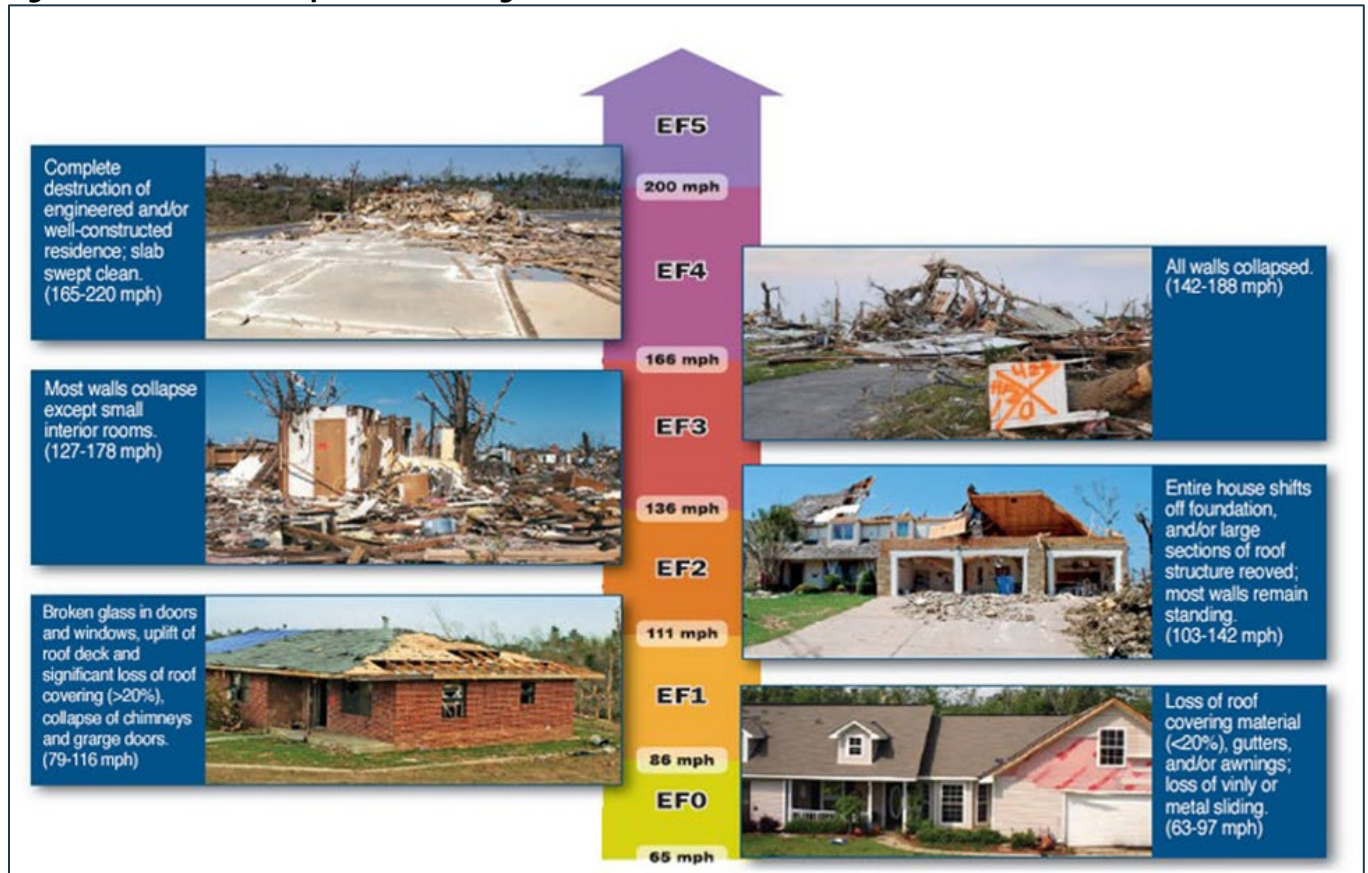 EF5
200 mph
EF4
166 mph
EF3
136 mph
EF2
111 mph
EF1
86 mph
EF0
65 mph
Complete
destruction of
engineered and/or
well-constructed
residence; slab
swept clean.
(165-220 mph)
All walls collapsed.
(142-188 mph)
Most walls collapse
except small
interior rooms.
(127-178 mph)
Entire house shifts
off foundation,
and/or large
sections of roof
structure reoved;
most walls remain
standing.
(103-142 mph)
Broken glass in doors
and windows, uplift of
roof deck and
significant loss of roof
covering (>20%),
collapse of chimneys
and grarge doors.
(79-116 mph)
Loss of roof
covering material
(<20%), gutters,
and/or awnings;
loss of vinly or
metal sliding.
(63-97 mph)